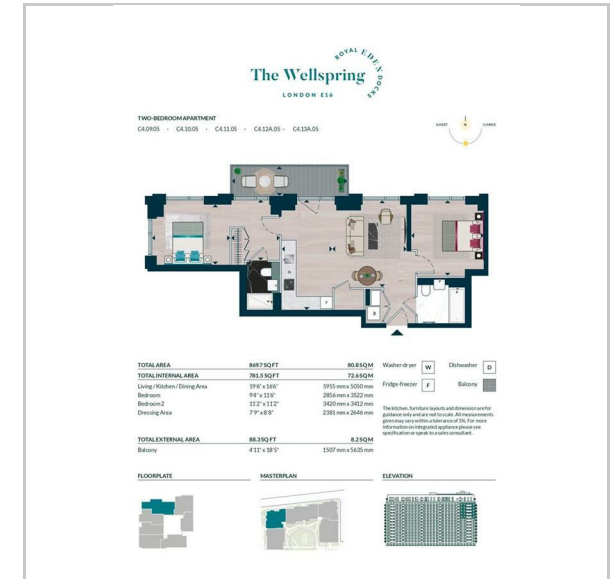 ROYAL EDEN DOCKS
The Wellspring
LONDON E16
TWO-BEDROOM APARTMENT
C4.09.05 · C4.10.05 · C4.11.05 · C4.12A.05 · C4.13A.05
SUNSET N SUNRISE
F
TOTAL AREA 869.7 SQ FT 80.8 SQ M
TOTAL INTERNAL AREA 781.5 SQ FT 72.6 SQ M
Living / Kitchen / Dining Area 19'6" x 16'6" 5955 mm x 5050 mm
Bedroom 9'4" x 11'6" 2856 mm x 3522 mm
Bedroom 2 11'2" x 11'2" 3420 mm x 3412 mm
Dressing Area 7'9" x 8'8" 2381 mm x 2646 mm
TOTAL EXTERNAL AREA 88.3 SQ FT 8.2 SQ M
Balcony 4'11" x 18'5" 1507 mm x 5635 mm
Washer-dryer W Dishwasher D
Fridge-freezer F Balcony
The kitchen, furniture layouts and dimension are for
guidance only and are not to scale. All measurements
given may vary within a tolerance of 5%. For more
information on integrated appliance please see
specification or speak to a sales consultant.
FLOORPLATE MASTERPLAN ELEVATION